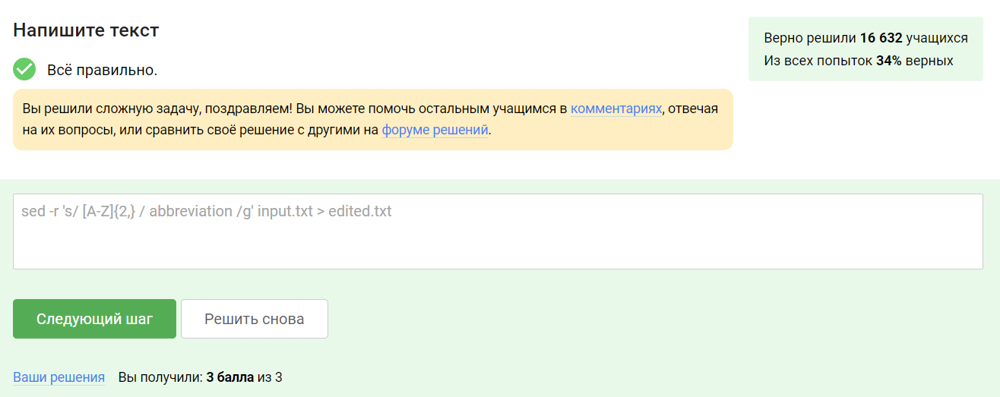 Напишите текст
Верно решили 16 632 учащихся
Из всех попыток 34% верных
Всё правильно.
Вы решили сложную задачу, поздравляем! Вы можете помочь остальным учащимся в комментариях, отвечая
на их вопросы, или сравнить своё решение с другими на форуме решений.
sed -r 's/ [A-Z]{2,} / abbreviation /g' input.txt > edited.txt
Следующий шаг
Решить снова
Ваши решения Вы получили: 3 балла из 3